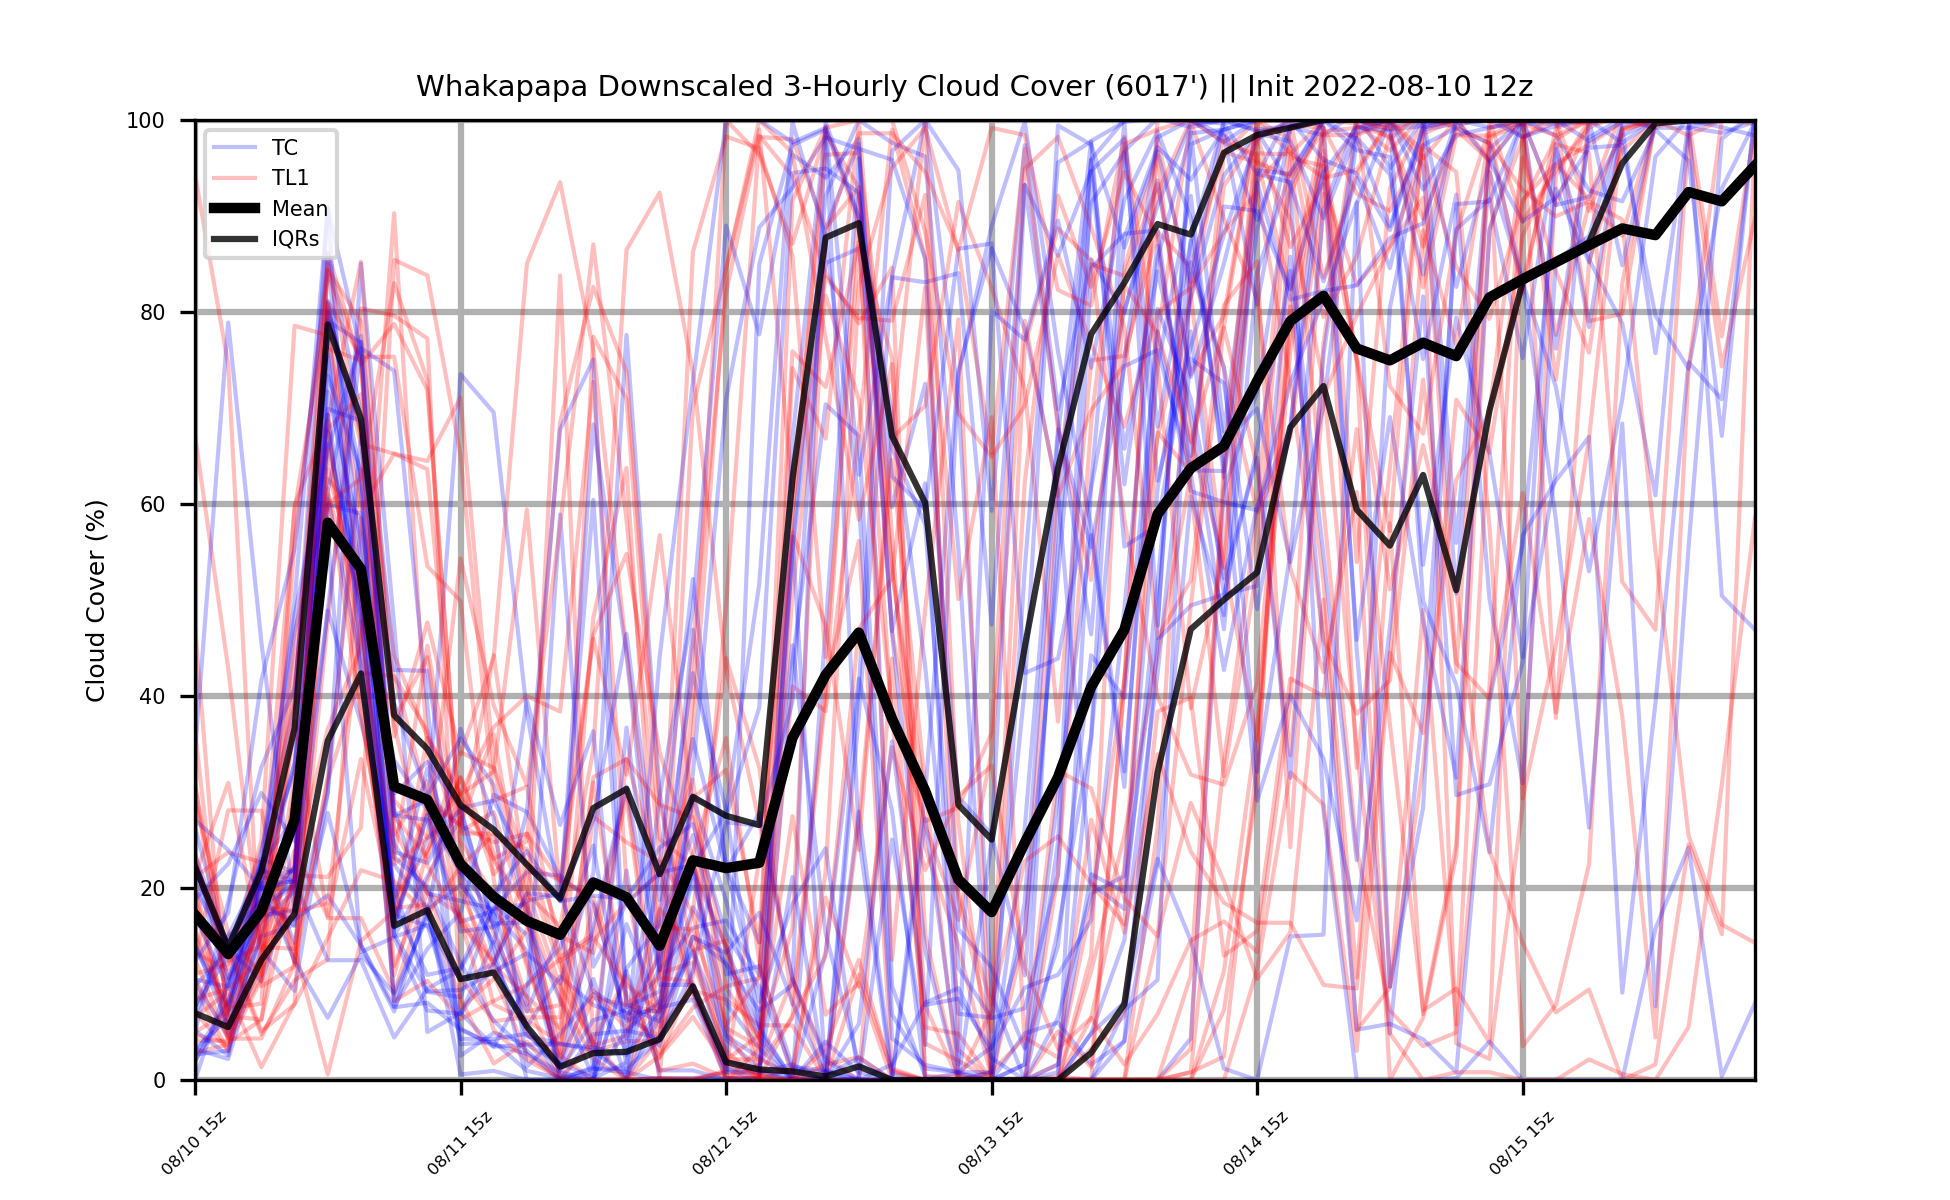 Whakapapa Downscaled 3-Hourly Cloud Cover (6017') || Init 2022-08-10 12z
100
80
60
40
20
0
Cloud Cover (%)
TC
TL1
Mean
IQRs
08/10 15z
08/11 15z
08/12 15z
08/13 15z
08/14 15z
08/15 15z